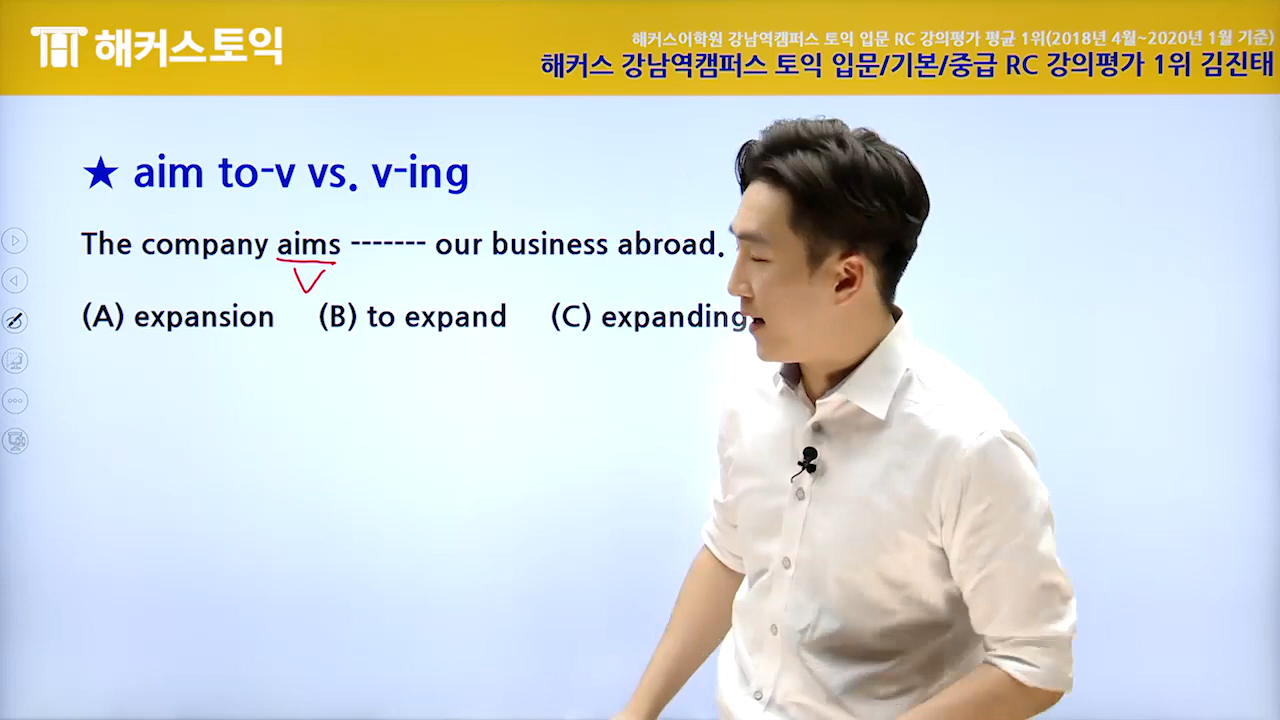 해커스토익
해커스어학원 강남역캠퍼스 토익 입문 RC 강의평가 평균 1위(2018년 4월~2020년 1월 기준)
해커스 강남역캠퍼스 토익 입문/기본/중급 RC 강의평가 1위 김진태
★ aim to-v vs. v-ing
The company aims ------- our business abroad.
V
(A) expansion (B) to expand (C) expanding